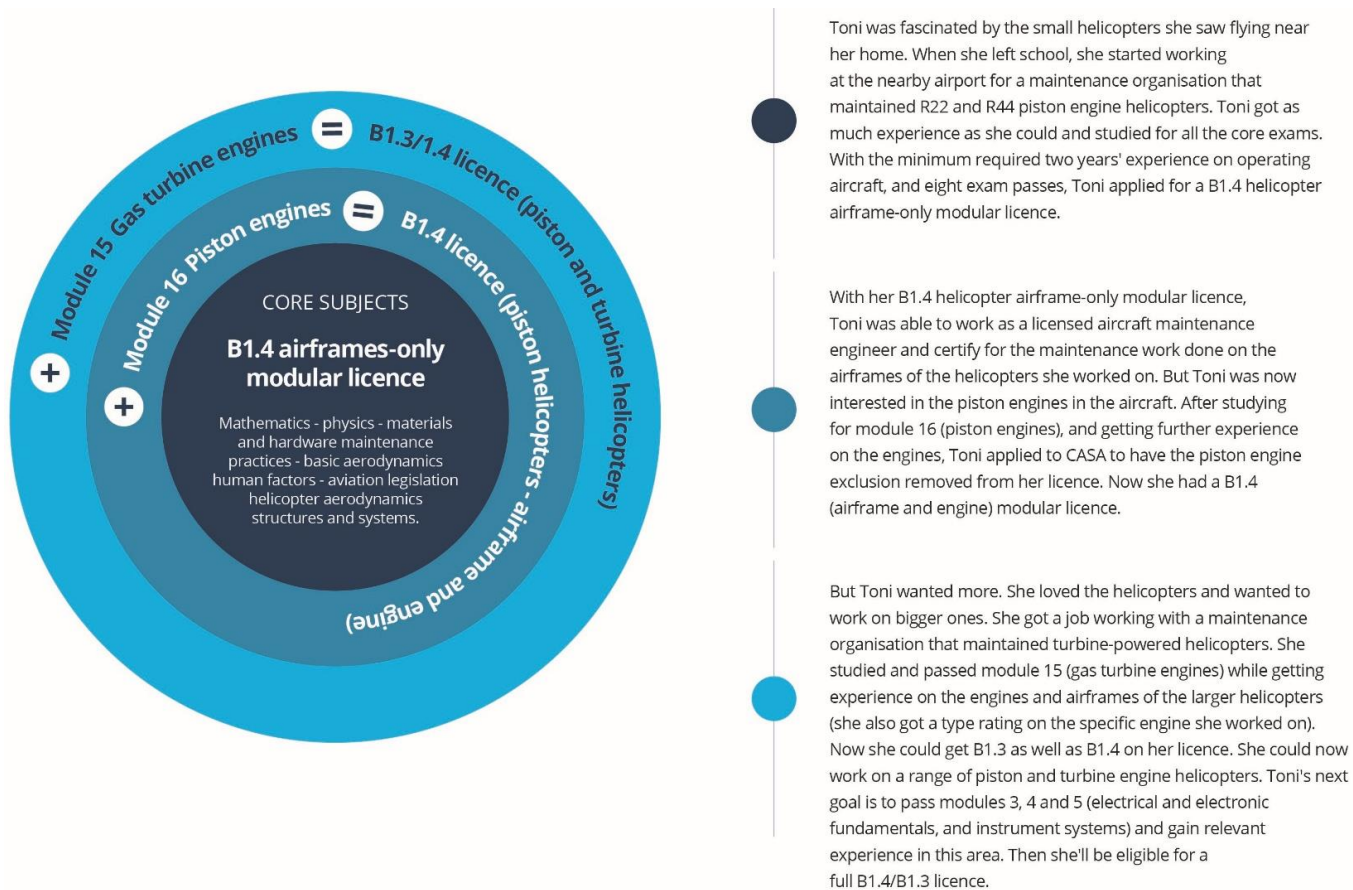 + Module 15 Gas turbine engines = B1.3/1.4 licence (piston and turbine helicopters)
+ Module 16 Piston engines = B1.4 licence (piston helicopters - airframe and engine)
CORE SUBJECTS
B1.4 airframes-only
modular licence
Mathematics - physics - materials
and hardware maintenance
practices - basic aerodynamics
human factors - aviation legislation
helicopter aerodynamics
structures and systems.
Toni was fascinated by the small helicopters she saw flying near
her home. When she left school, she started working
at the nearby airport for a maintenance organisation that
maintained R22 and R44 piston engine helicopters. Toni got as
much experience as she could and studied for all the core exams.
With the minimum required two years' experience on operating
aircraft, and eight exam passes, Toni applied for a B1.4 helicopter
airframe-only modular licence.
With her B1.4 helicopter airframe-only modular licence,
Toni was able to work as a licensed aircraft maintenance
engineer and certify for the maintenance work done on the
airframes of the helicopters she worked on. But Toni was now
interested in the piston engines in the aircraft. After studying
for module 16 (piston engines), and getting further experience
on the engines, Toni applied to CASA to have the piston engine
exclusion removed from her licence. Now she had a B1.4
(airframe and engine) modular licence.
But Toni wanted more. She loved the helicopters and wanted to
work on bigger ones. She got a job working with a maintenance
organisation that maintained turbine-powered helicopters. She
studied and passed module 15 (gas turbine engines) while getting
experience on the engines and airframes of the larger helicopters
(she also got a type rating on the specific engine she worked on).
Now she could get B1.3 as well as B1.4 on her licence. She could now
work on a range of piston and turbine engine helicopters. Toni's next
goal is to pass modules 3, 4 and 5 (electrical and electronic
fundamentals, and instrument systems) and gain relevant
experience in this area. Then she'll be eligible for a
full B1.4/B1.3 licence.